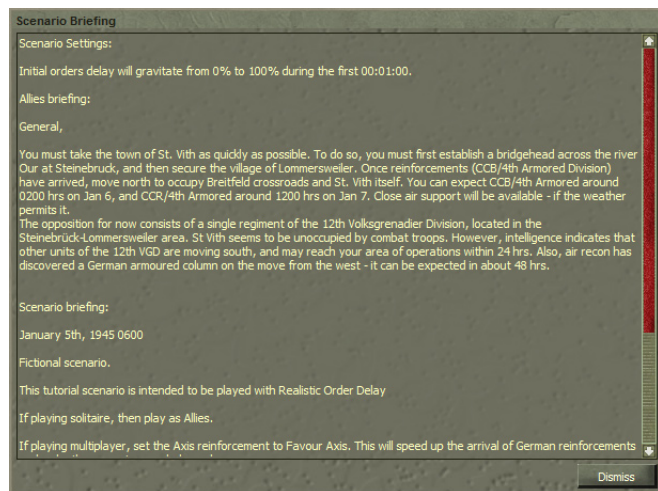 Scenario Briefing
Scenario Settings:
Initial orders delay will gravitate from 0% to 100% during the first 00:01:00.
Allies briefing:
General,
You must take the town of St. Vith as quickly as possible. To do so, you must first establish a bridgehead across the river
Our at Steinebruck, and then secure the village of Lommersweiler. Once reinforcements (CCB/4th Armored Division)
have arrived, move north to occupy Breitfeld crossroads and St. Vith itself. You can expect CCB/4th Armored around
0200 hrs on Jan 6, and CCR/4th Armored around 1200 hrs on Jan 7. Close air support will be available - if the weather
permits it.
The opposition for now consists of a single regiment of the 12th Volksgrenadier Division, located in the
Steinebrück-Lommersweiler area. St Vith seems to be unoccupied by combat troops. However, intelligence indicates that
other units of the 12th VGD are moving south, and may reach your area of operations within 24 hrs. Also, air recon has
discovered a German armoured column on the move from the west - it can be expected in about 48 hrs.
Scenario briefing:
January 5th, 1945 0600
Fictional scenario.
This tutorial scenario is intended to be played with Realistic Order Delay
If playing solitaire, then play as Allies.
If playing multiplayer, set the Axis reinforcement to Favour Axis. This will speed up the arrival of German reinforcements
Dismiss